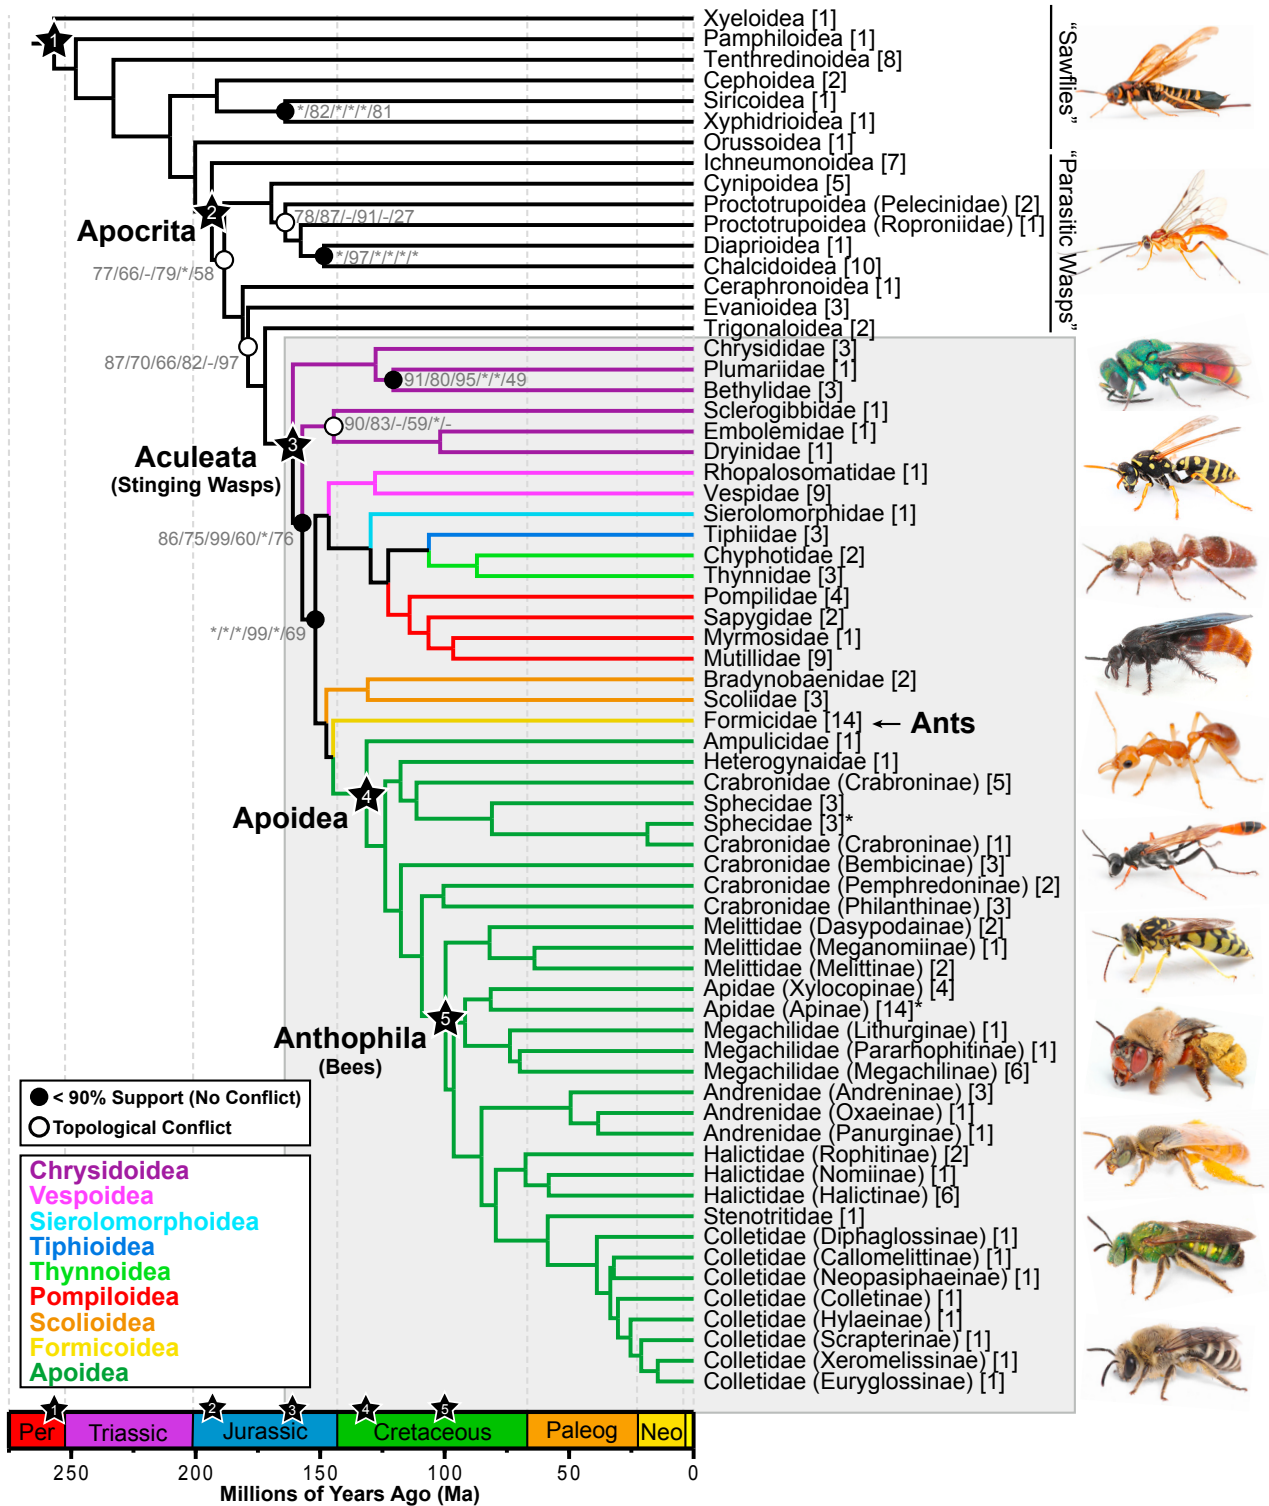 Xyeloidea [1]
Pamphiloidea [1]
Tenthredinoidea [8]
Cephoidea [2]
Siricoidea [1]
Xyphidrioidea [1]
Orussoidea [1]
Ichneumonoidea [7]
Cynipoidea [5]
Proctotrupoidea (Pelecinidae) [2]
Proctotrupoidea (Roproniidae) [1]
Diaprioidea [1]
Chalcidoidea [10]
Ceraphronoidea [1]
Evanioidea [3]
Trigonaloidea [2]
Chrysididae [3]
Plumariidae [1]
Bethylidae [3]
Sclerogibbidae [1]
Embolemidae [1]
Dryinidae [1]
Rhopalosomatidae [1]
Vespidae [9]
Sierolomorphidae [1]
Tiphiidae [3]
Chyphotidae [2]
Thynnidae [3]
Pompilidae [4]
Sapygidae [2]
Myrmosidae [1]
Mutillidae [9]
Bradynobaenidae [2]
Scoliidae [3]
Formicidae [14] ← Ants
Ampulicidae [1]
Heterogynaidae [1]
Crabronidae (Crabroninae) [5]
Sphecidae [3]
Sphecidae [3]*
Crabronidae (Crabroninae) [1]
Crabronidae (Bembicinae) [3]
Crabronidae (Pemphredoninae) [2]
Crabronidae (Philanthinae) [3]
Melittidae (Dasypodainae) [2]
Melittidae (Meganomiinae) [1]
Melittidae (Melittinae) [2]
Apidae (Xylocopinae) [4]
Apidae (Apinae) [14]*
Megachilidae (Lithurginae) [1]
Megachilidae (Pararhophitinae) [1]
Megachilidae (Megachilinae) [6]
Andrenidae (Andreninae) [3]
Andrenidae (Oxaeinae) [1]
Andrenidae (Panurginae) [1]
Halictidae (Rophitinae) [2]
Halictidae (Nomiinae) [1]
Halictidae (Halictinae) [6]
Stenotritidae [1]
Colletidae (Diphaglossinae) [1]
Colletidae (Callomelittinae) [1]
Colletidae (Neopasiphaeinae) [1]
Colletidae (Colletinae) [1]
Colletidae (Hylaeinae) [1]
Colletidae (Scrapterinae) [1]
Colletidae (Xeromelissinae) [1]
Colletidae (Euryglossinae) [1]
"Sawflies"
"Parasitic Wasps"
1
*/82/*/*/*/81
2
Apocrita
78/87/-/91/-/27
*/97/*/*/*/*
77/66/-/79/*/58
87/70/66/82/-/97
91/80/95/*/*/49
90/83/-/59/*/-
3
Aculeata
(Stinging Wasps)
86/75/99/60/*/76
*/*/*/99/*/69
4
Apoidea
5
Anthophila
(Bees)
< 90% Support (No Conflict)
Topological Conflict
Chrysidoidea
Vespoidea
Sierolomorphoidea
Tiphioidea
Thynnoidea
Pompiloidea
Scolioidea
Formicoidea
Apoidea
1 2 3 4 5
Per Triassic Jurassic Cretaceous Paleog Neo
250 200 150 100 50 0
Millions of Years Ago (Ma)